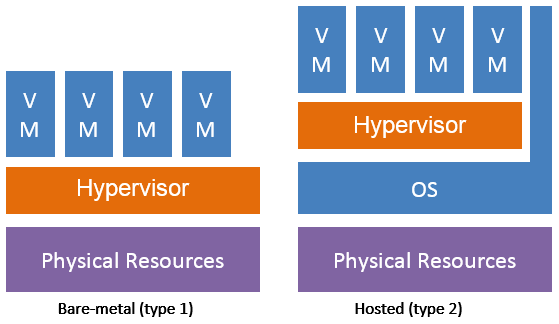 V
M
V
M
V
M
V
M
Hypervisor
Physical Resources
Bare-metal (type 1)
V
M
V
M
V
M
V
M
Hypervisor
OS
Physical Resources
Hosted (type 2)